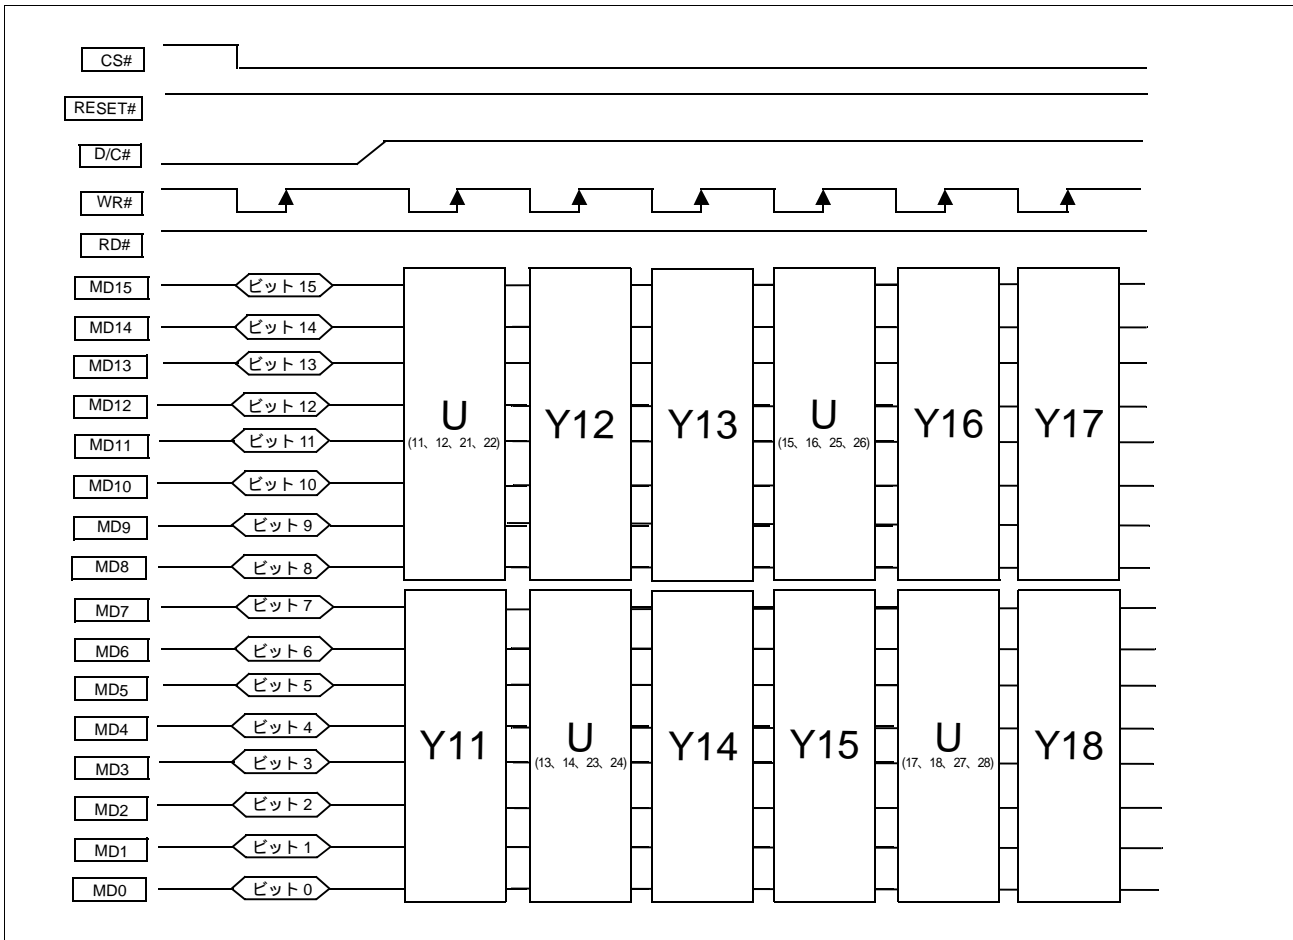 CS#
RESET#
D/C#
WR#
RD#
MD15 ビット 15
MD14 ビット 14
MD13 ビット 13
MD12 ビット 12
MD11 ビット 11
MD10 ビット 10
MD9 ビット 9
MD8 ビット 8
U Y12 Y13 U Y16 Y17
(11、12、21、22) (15、16、25、26)
MD7 ビット 7
MD6 ビット 6
MD5 ビット 5
MD4 ビット 4
MD3 ビット 3
MD2 ビット 2
MD1 ビット 1
MD0 ビット 0
Y11 U Y14 Y15 U Y18
(13、14、23、24) (17、18、27、28)